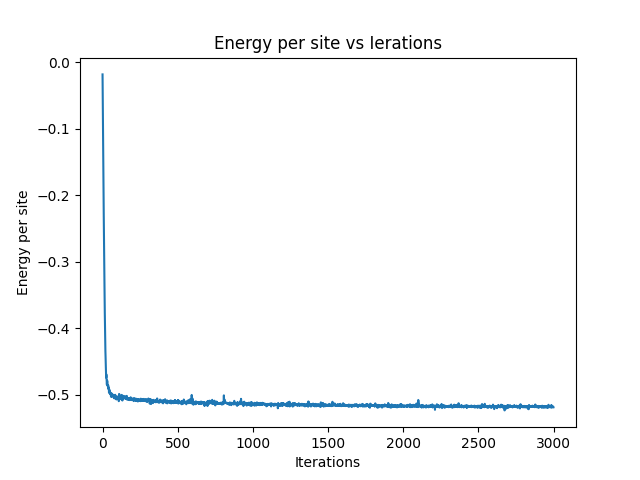 Energy per site vs Ierations
0.0
−0.1
−0.2
−0.3
−0.4
−0.5
Energy per site
0 500 1000 1500 2000 2500 3000
Iterations